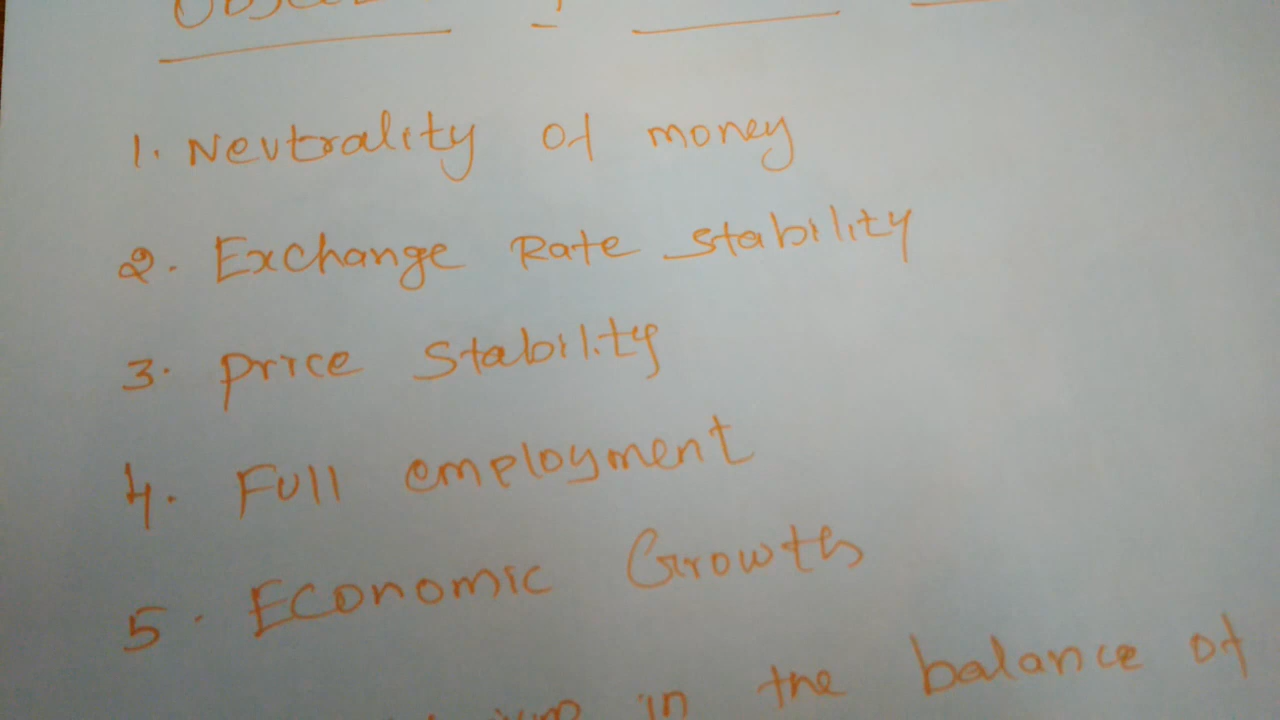 1. Neutrality of money
2. Exchange Rate stability
3. Price Stability
4. Full employment
5. Economic Growth
in the balance of